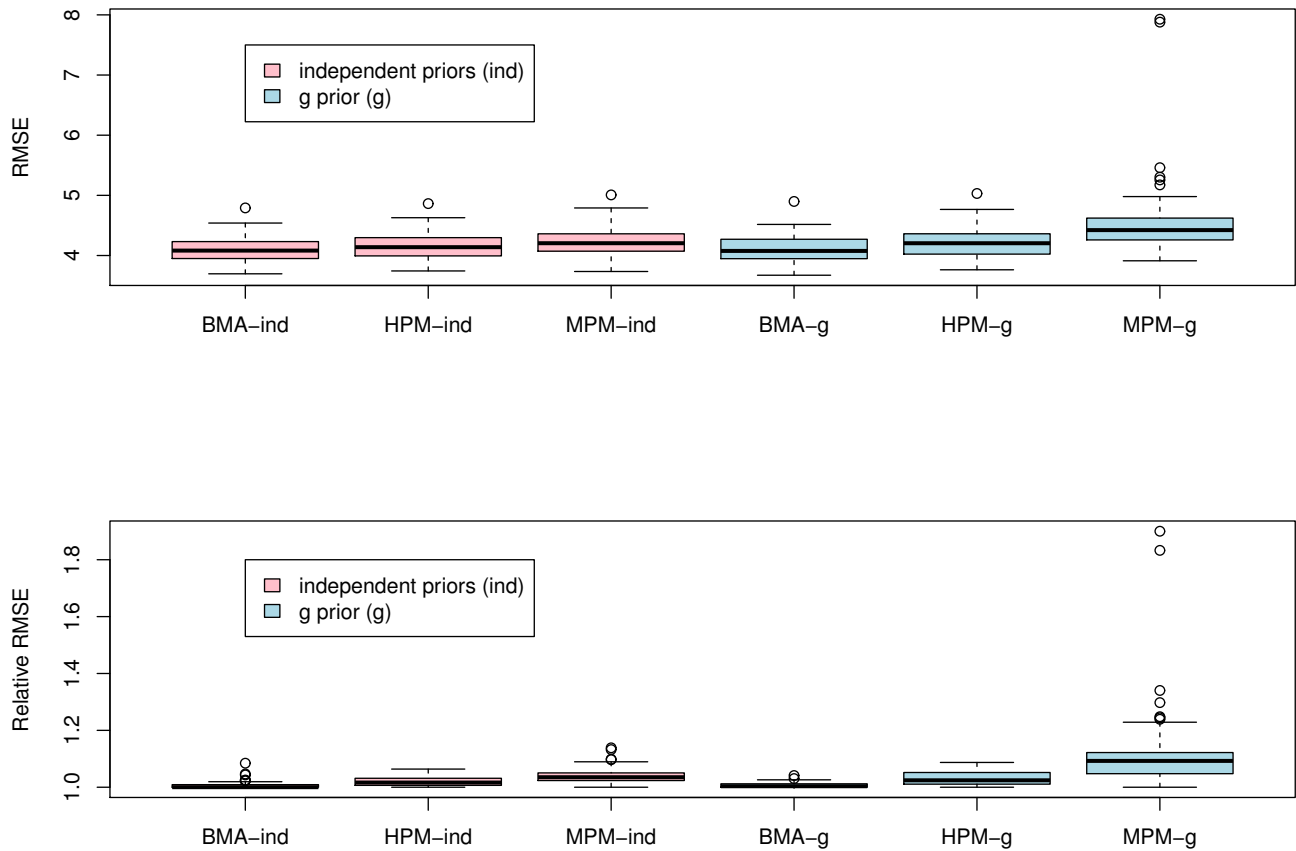 RMSE
8
7
6
5
4
independent priors (ind)
g prior (g)
BMA−ind
HPM−ind
MPM−ind
BMA−g
HPM−g
MPM−g
Relative RMSE
1.8
1.6
1.4
1.2
1.0
independent priors (ind)
g prior (g)
BMA−ind
HPM−ind
MPM−ind
BMA−g
HPM−g
MPM−g